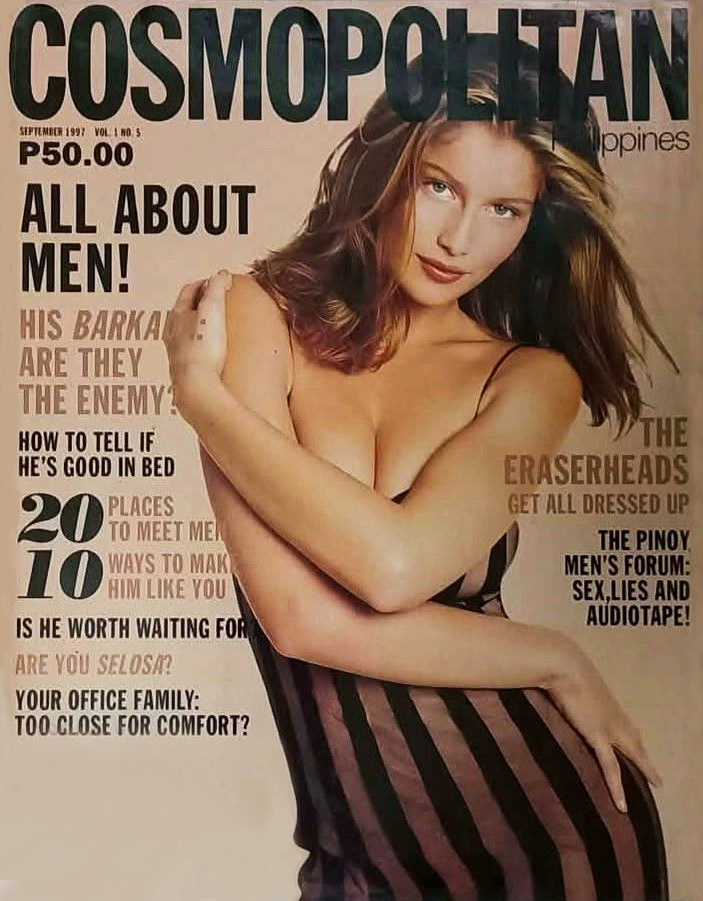 COSMOPOLITAN
SEPTEMBER 1997 VOL. 1 NO. 5
P50.00
ppines
ALL ABOUT
MEN!
HIS BARKA
ARE THEY
THE ENEMY?
HOW TO TELL IF
HE'S GOOD IN BED
20 PLACES
TO MEET MEN
10 WAYS TO MAK
HIM LIKE YOU
IS HE WORTH WAITING FOR
ARE YOU SELOSA?
YOUR OFFICE FAMILY:
TOO CLOSE FOR COMFORT?
THE
ERASERHEADS
GET ALL DRESSED UP
THE PINOY
MEN'S FORUM:
SEX,LIES AND
AUDIOTAPE!